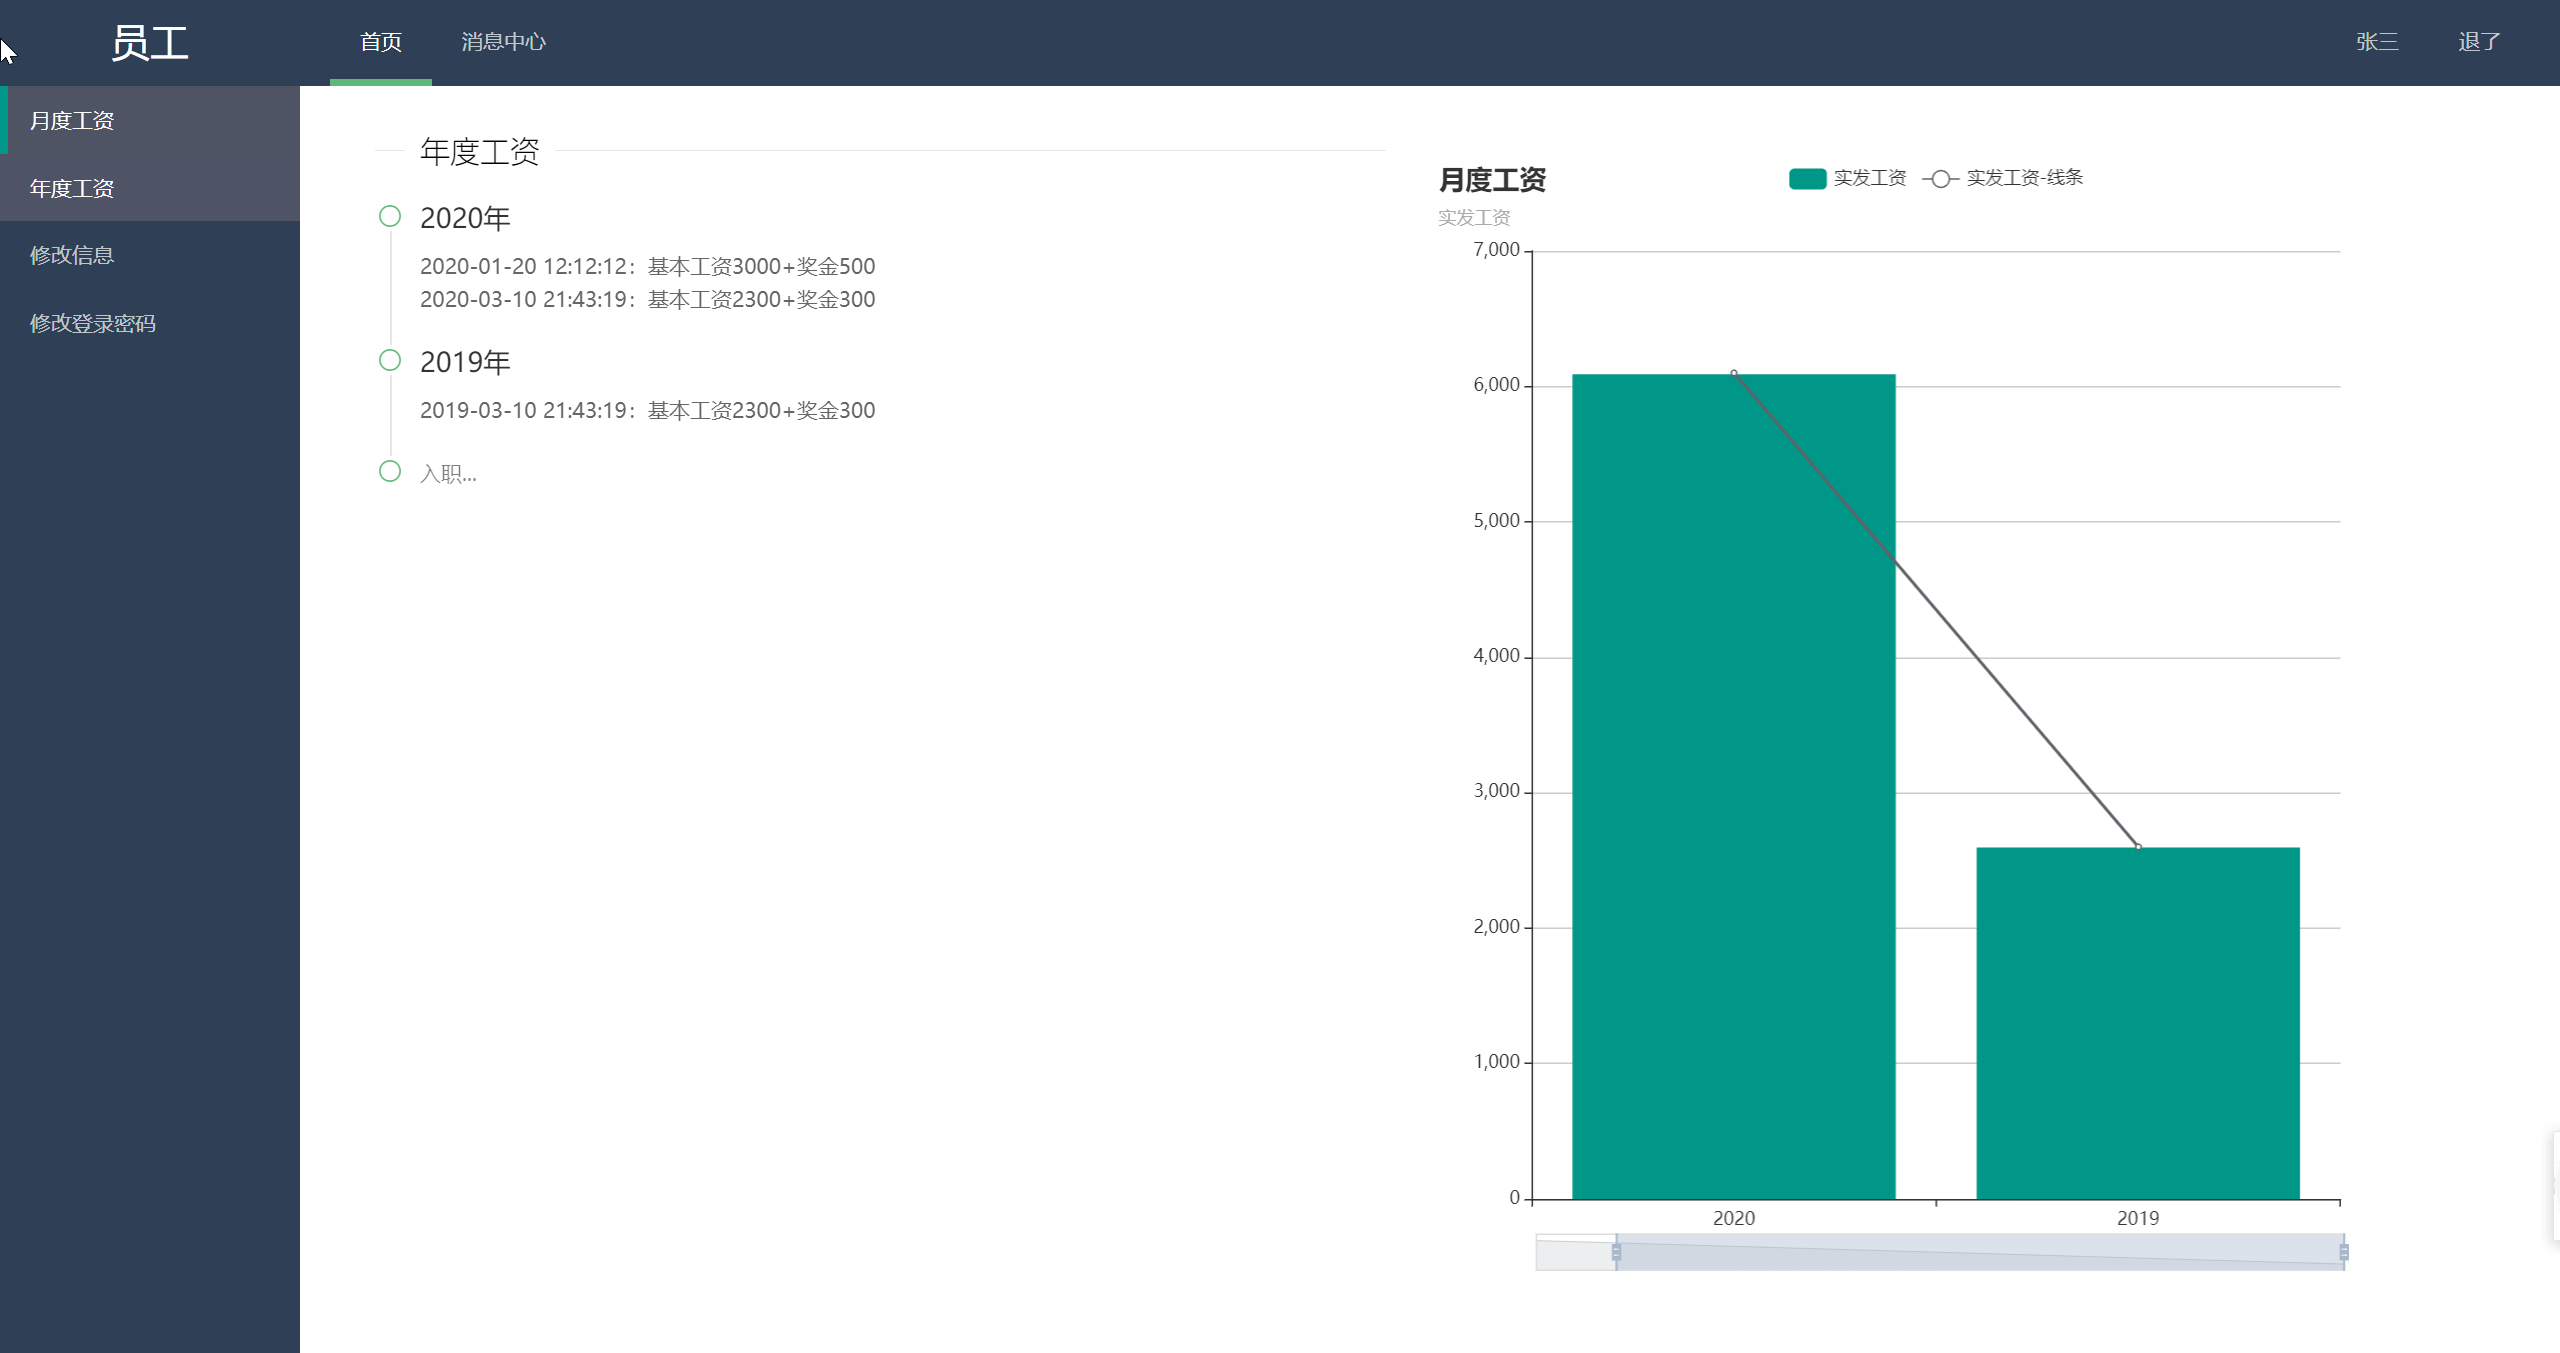 员工
首页
消息中心
张三
退了
月度工资
年度工资
修改信息
修改登录密码
年度工资
2020年
2020-01-20 12:12:12：基本工资3000+奖金500
2020-03-10 21:43:19：基本工资2300+奖金300
2019年
2019-03-10 21:43:19：基本工资2300+奖金300
入职...
月度工资
实发工资
实发工资
实发工资-线条
7,000
6,000
5,000
4,000
3,000
2,000
1,000
0
2020
2019